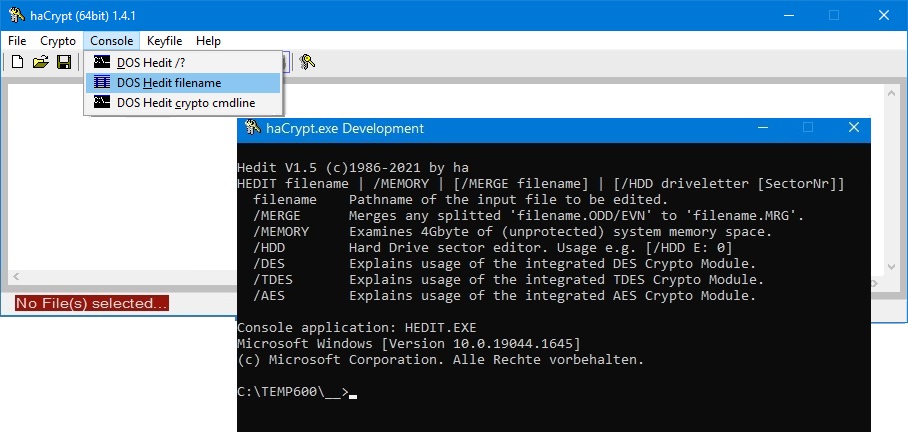 haCrypt (64bit) 1.4.1
File Crypto Console Keyfile Help
DOS Hedit /?
DOS Hedit filename
DOS Hedit crypto cmdline
haCrypt.exe Development
Hedit V1.5 (c)1986-2021 by ha
HEDIT filename | /MEMORY | [/MERGE filename] | [/HDD driveletter [SectorNr]]
filename Pathname of the input file to be edited.
/MERGE Merges any splitted 'filename.ODD/EVN' to 'filename.MRG'.
/MEMORY Examines 4Gbyte of (unprotected) system memory space.
/HDD Hard Drive sector editor. Usage e.g. [/HDD E: 0]
/DES Explains usage of the integrated DES Crypto Module.
/TDES Explains usage of the integrated TDES Crypto Module.
/AES Explains usage of the integrated AES Crypto Module.
Console application: HEDIT.EXE
Microsoft Windows [Version 10.0.19044.1645]
(c) Microsoft Corporation. Alle Rechte vorbehalten.
C:\TEMP600\__>
No File(s) selected...